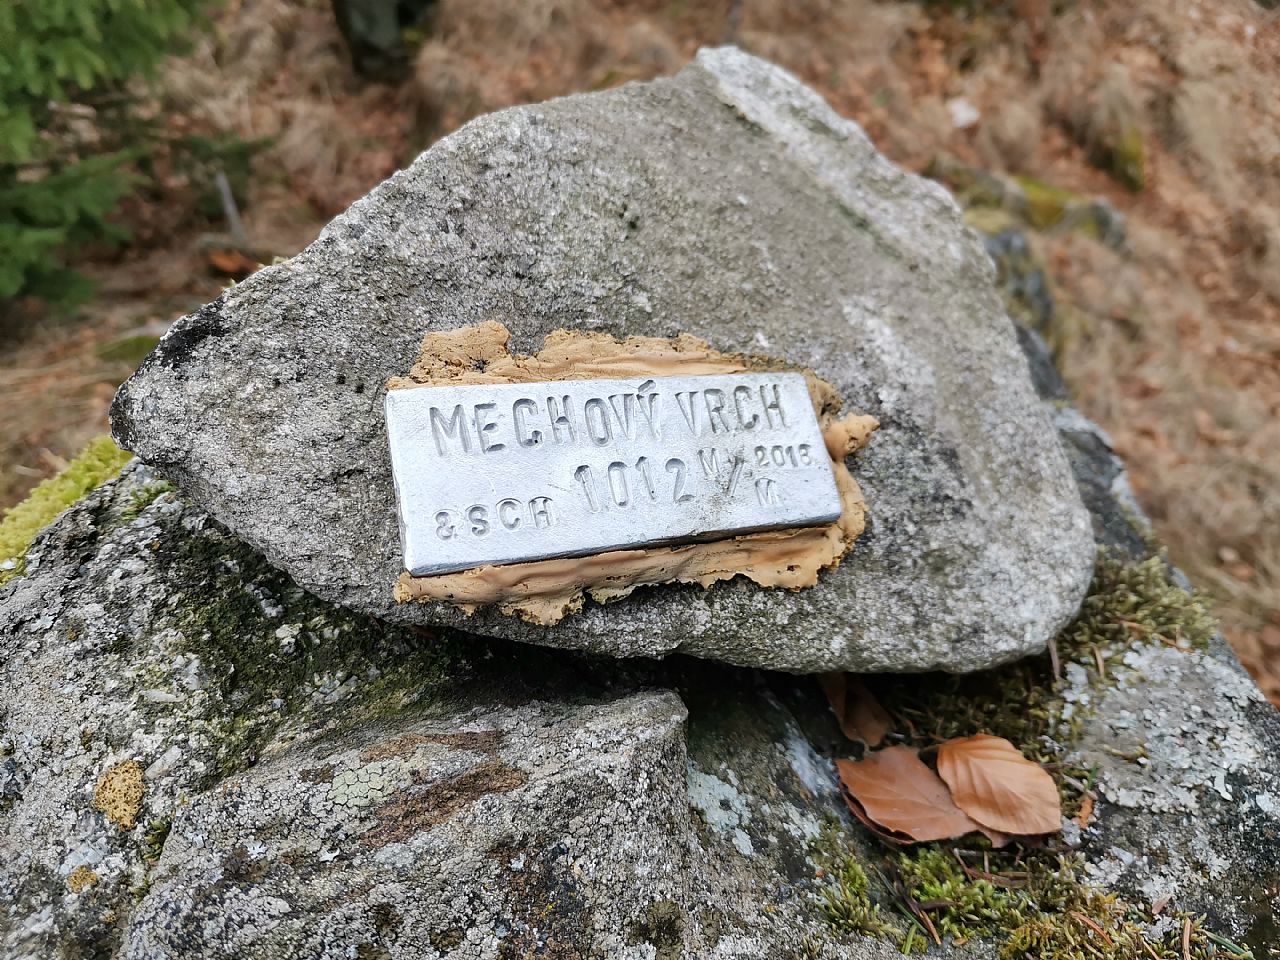 MECHOVÝ VRCH
&SCH 1012 M/M 2018